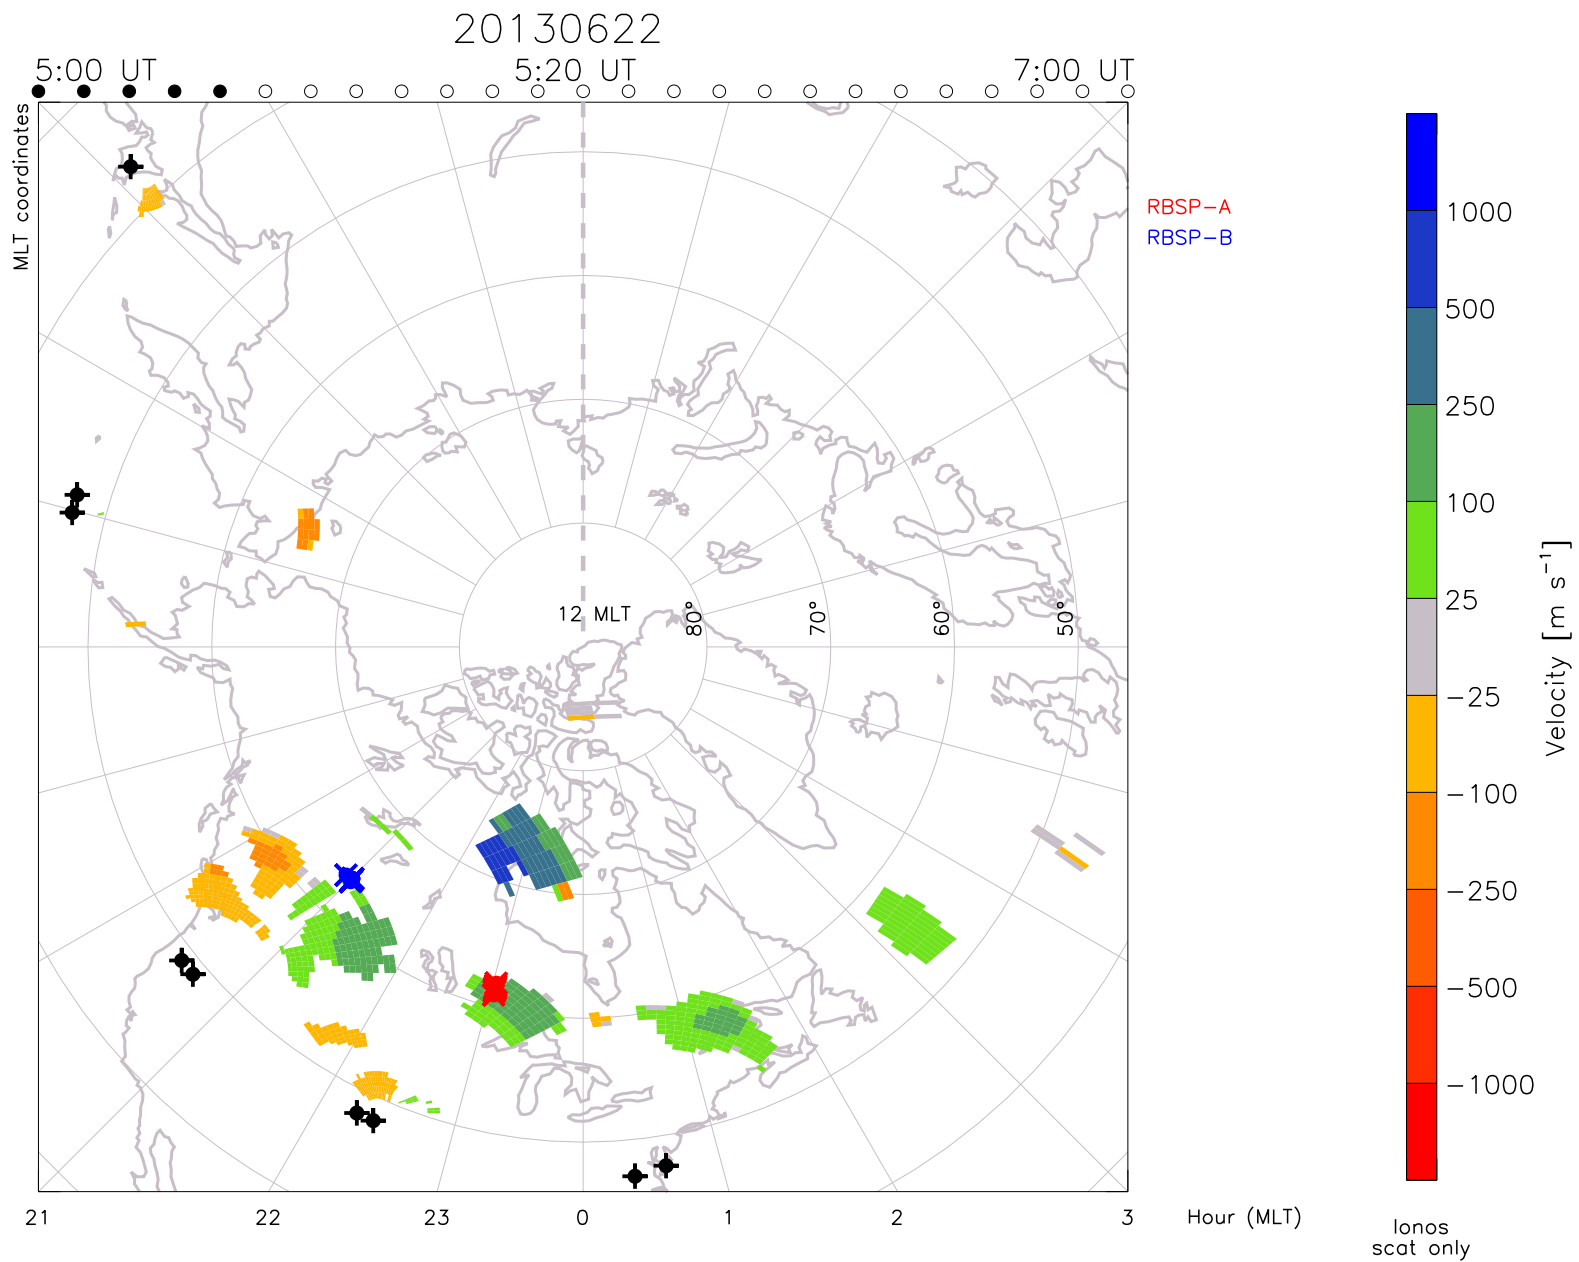 20130622
5:00 UT 5:20 UT 7:00 UT
MLT coordinates
RBSP-A
RBSP-B
12 MLT
80°
70°
60°
50°
21 22 23 0 1 2 3 Hour (MLT)
1000
500
250
100
25
-25
-100
-250
-500
-1000
Velocity [m s⁻¹]
Ionos
scat only